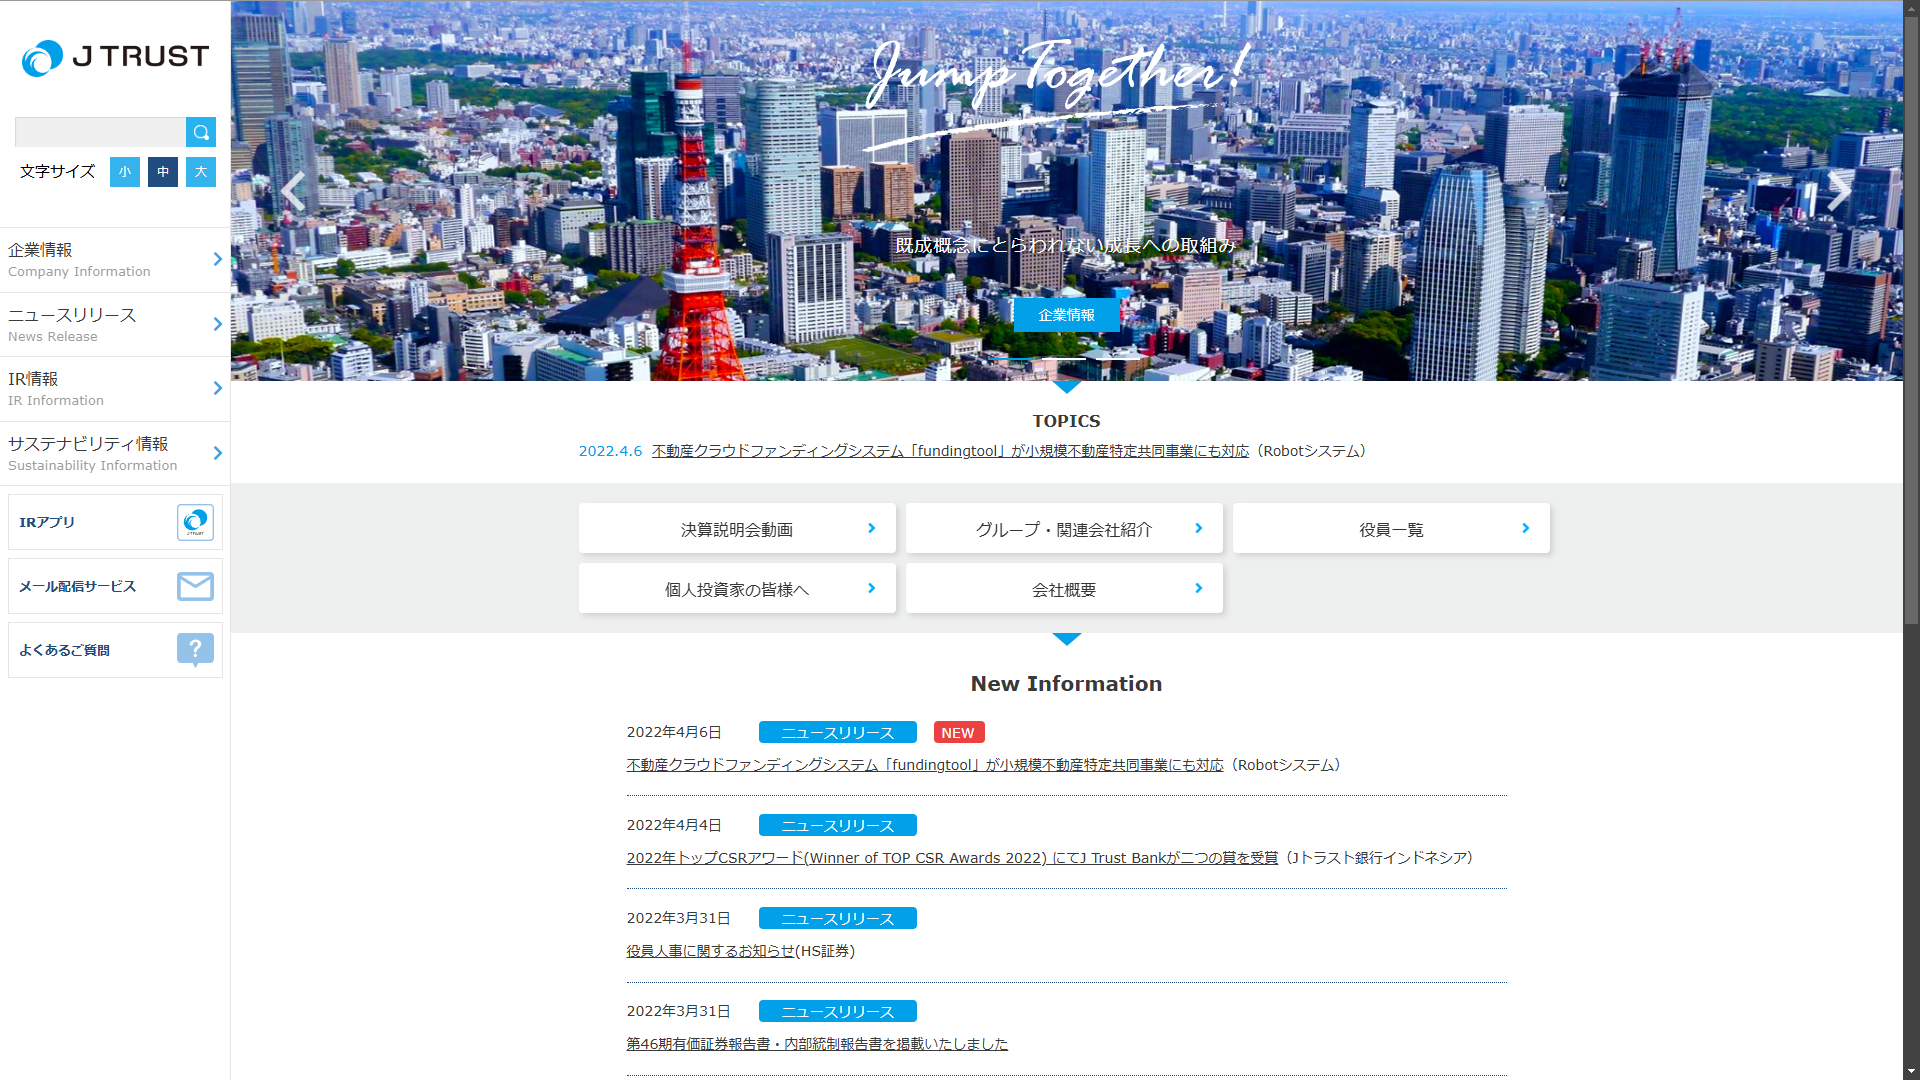 J TRUST
文字サイズ 小 中 大
企業情報
Company Information
ニュースリリース
News Release
IR情報
IR Information
サステナビリティ情報
Sustainability Information
IRアプリ
J TRUST
メール配信サービス
よくあるご質問
?
Jump Together!
既成概念にとらわれない成長への取組み
企業情報
TOPICS
2022.4.6 不動産クラウドファンディングシステム「fundingtool」が小規模不動産特定共同事業にも対応（Robotシステム）
決算説明会動画
グループ・関連会社紹介
役員一覧
個人投資家の皆様へ
会社概要
New Information
2022年4月6日 ニュースリリース NEW
不動産クラウドファンディングシステム「fundingtool」が小規模不動産特定共同事業にも対応（Robotシステム）
2022年4月4日 ニュースリリース
2022年トップCSRアワード(Winner of TOP CSR Awards 2022) にてJ Trust Bankが二つの賞を受賞（Jトラスト銀行インドネシア）
2022年3月31日 ニュースリリース
役員人事に関するお知らせ(HS証券)
2022年3月31日 ニュースリリース
第46期有価証券報告書・内部統制報告書を掲載いたしました